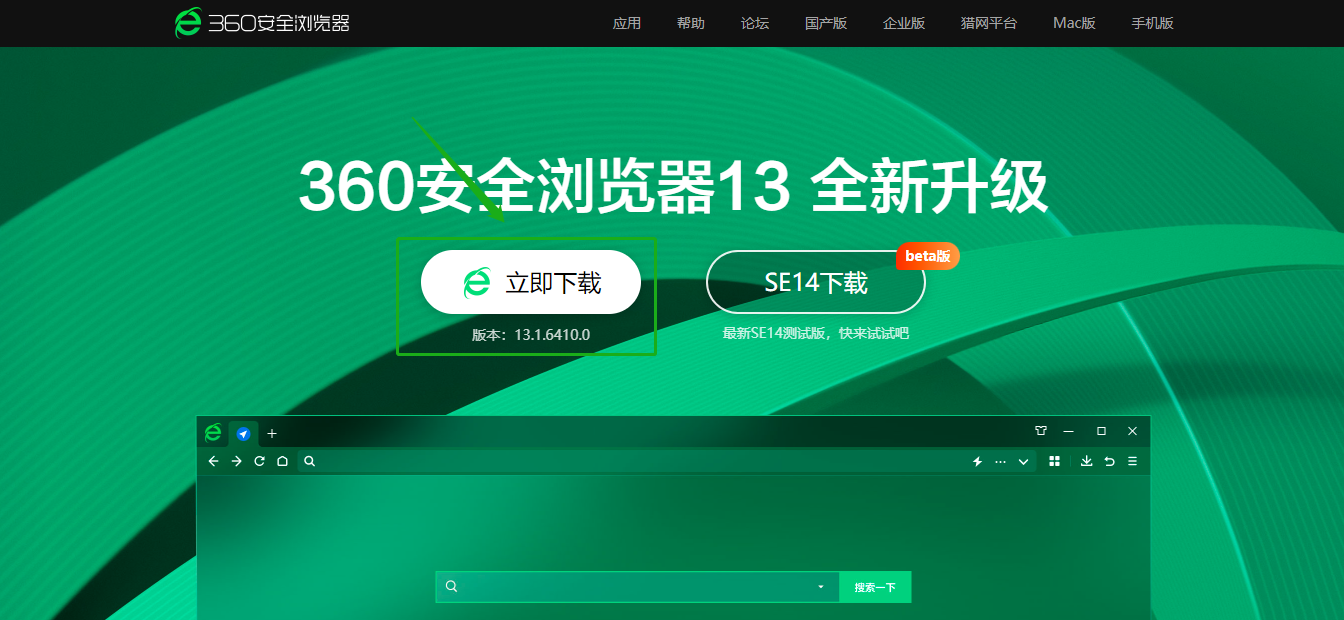 360安全浏览器 应用 帮助 论坛 国产版 企业版 猎网平台 Mac版 手机版
360安全浏览器13 全新升级
beta版
立即下载 SE14下载
版本：13.1.6410.0 最新SE14测试版，快来试试吧
搜索一下